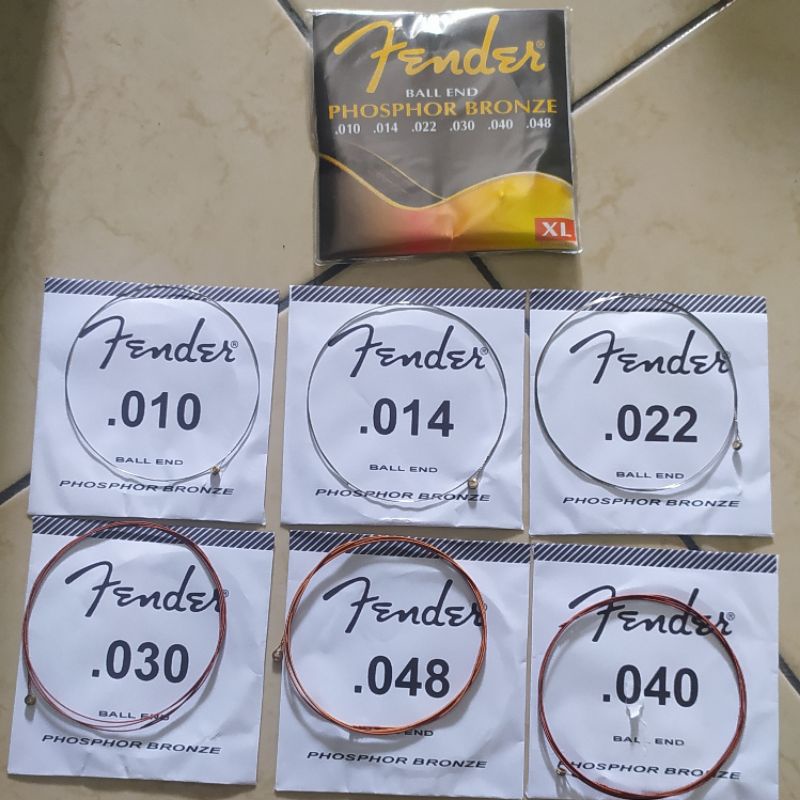 Fender®
BALL END
PHOSPHOR BRONZE
.010 .014 .022 .030 .040 .048
XL
Fender®
.010
BALL END
PHOSPHOR BRONZE
Fender®
.014
BALL END
PHOSPHOR BRONZE
Fender®
.022
BALL END
PHOSPHOR BRONZE
Fender®
.030
BALL END
PHOSPHOR BRONZE
Fender
.048
BALL END
PHOSPHOR BRONZE
Fender
.040
BALL END
PHOSPHOR BRONZE